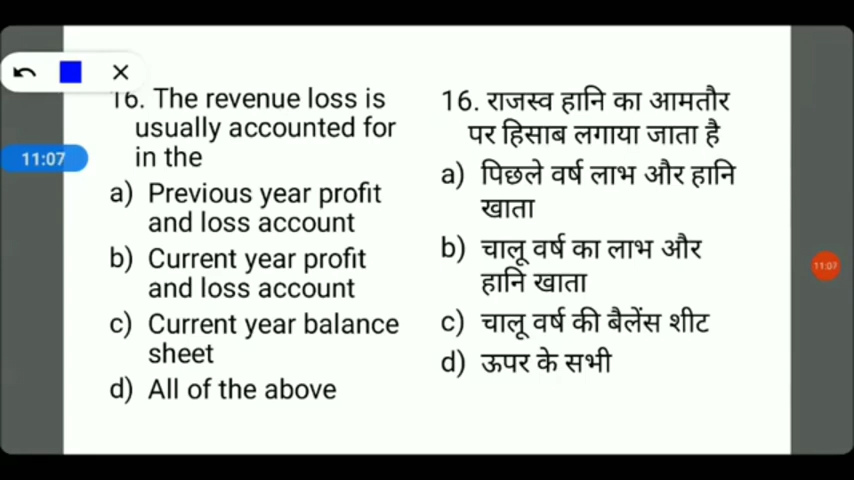 16. The revenue loss is
usually accounted for
in the
a) Previous year profit
and loss account
b) Current year profit
and loss account
c) Current year balance
sheet
d) All of the above
16. राजस्व हानि का आमतौर
पर हिसाब लगाया जाता है
a) पिछले वर्ष लाभ और हानि
खाता
b) चालू वर्ष का लाभ और
हानि खाता
c) चालू वर्ष की बैलेंस शीट
d) ऊपर के सभी
11:07
11:07